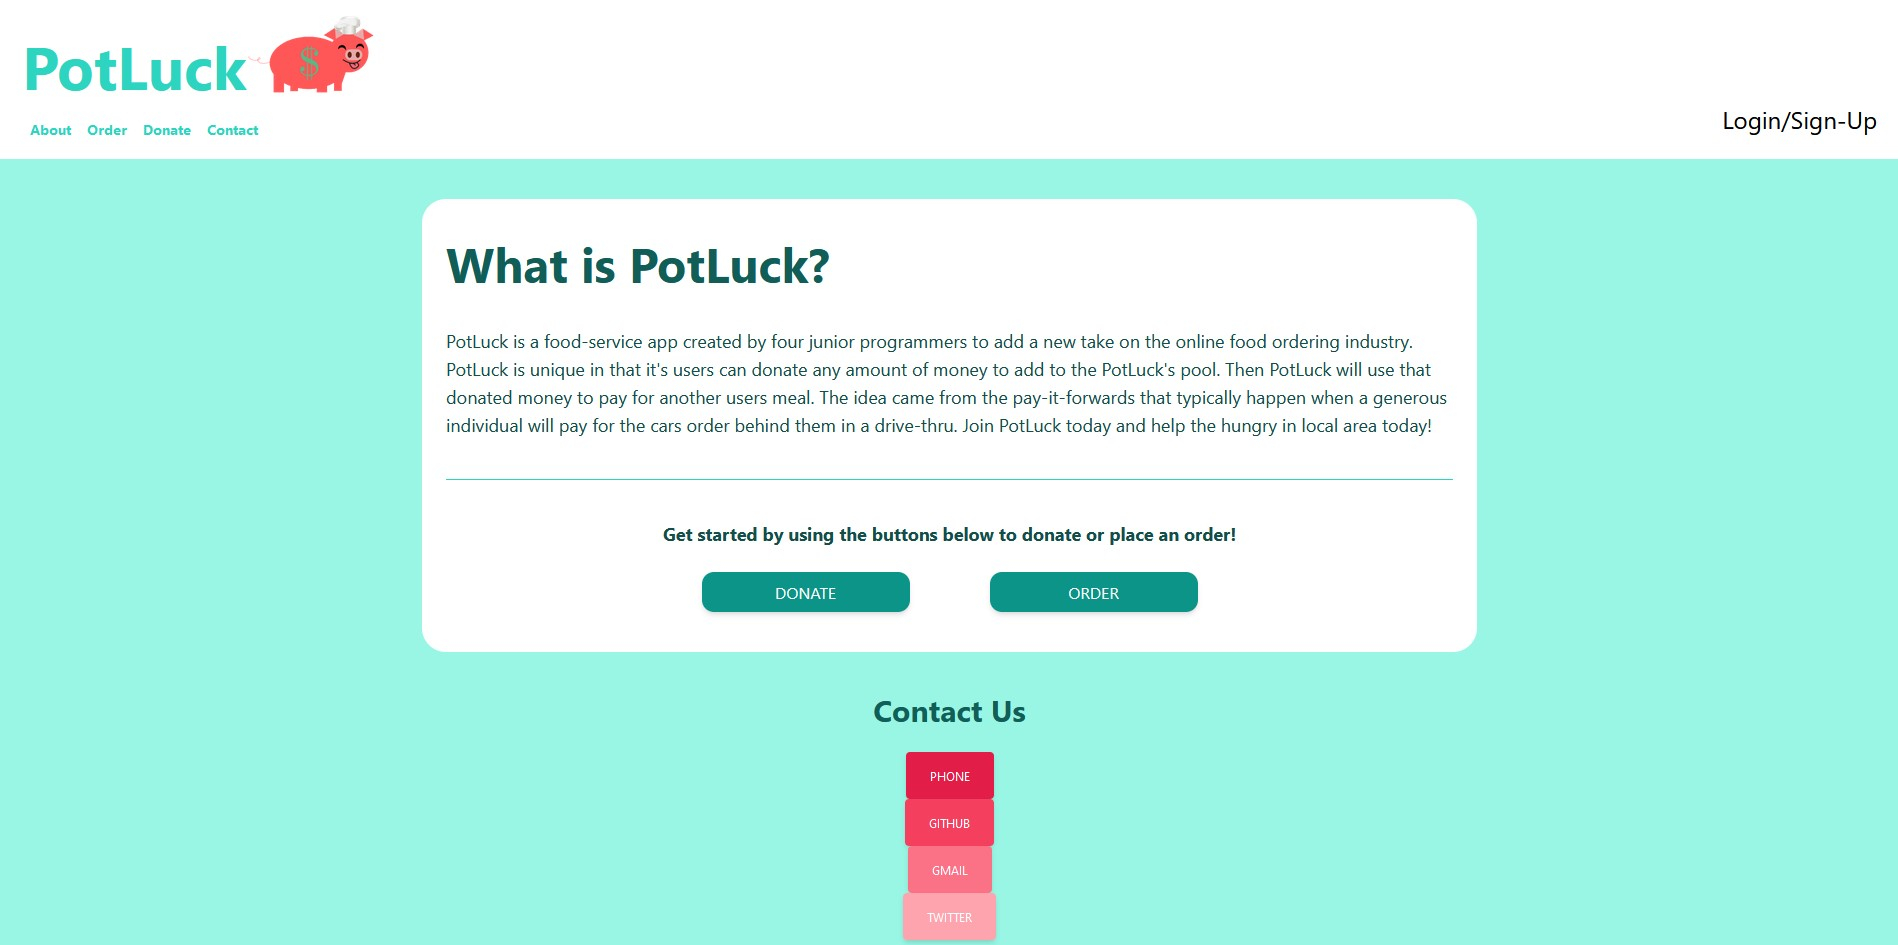 PotLuck
$
About Order Donate Contact
Login/Sign-Up
What is PotLuck?
PotLuck is a food-service app created by four junior programmers to add a new take on the online food ordering industry.
PotLuck is unique in that it's users can donate any amount of money to add to the PotLuck's pool. Then PotLuck will use that
donated money to pay for another users meal. The idea came from the pay-it-forwards that typically happen when a generous
individual will pay for the cars order behind them in a drive-thru. Join PotLuck today and help the hungry in local area today!
Get started by using the buttons below to donate or place an order!
DONATE ORDER
Contact Us
PHONE
GITHUB
GMAIL
TWITTER